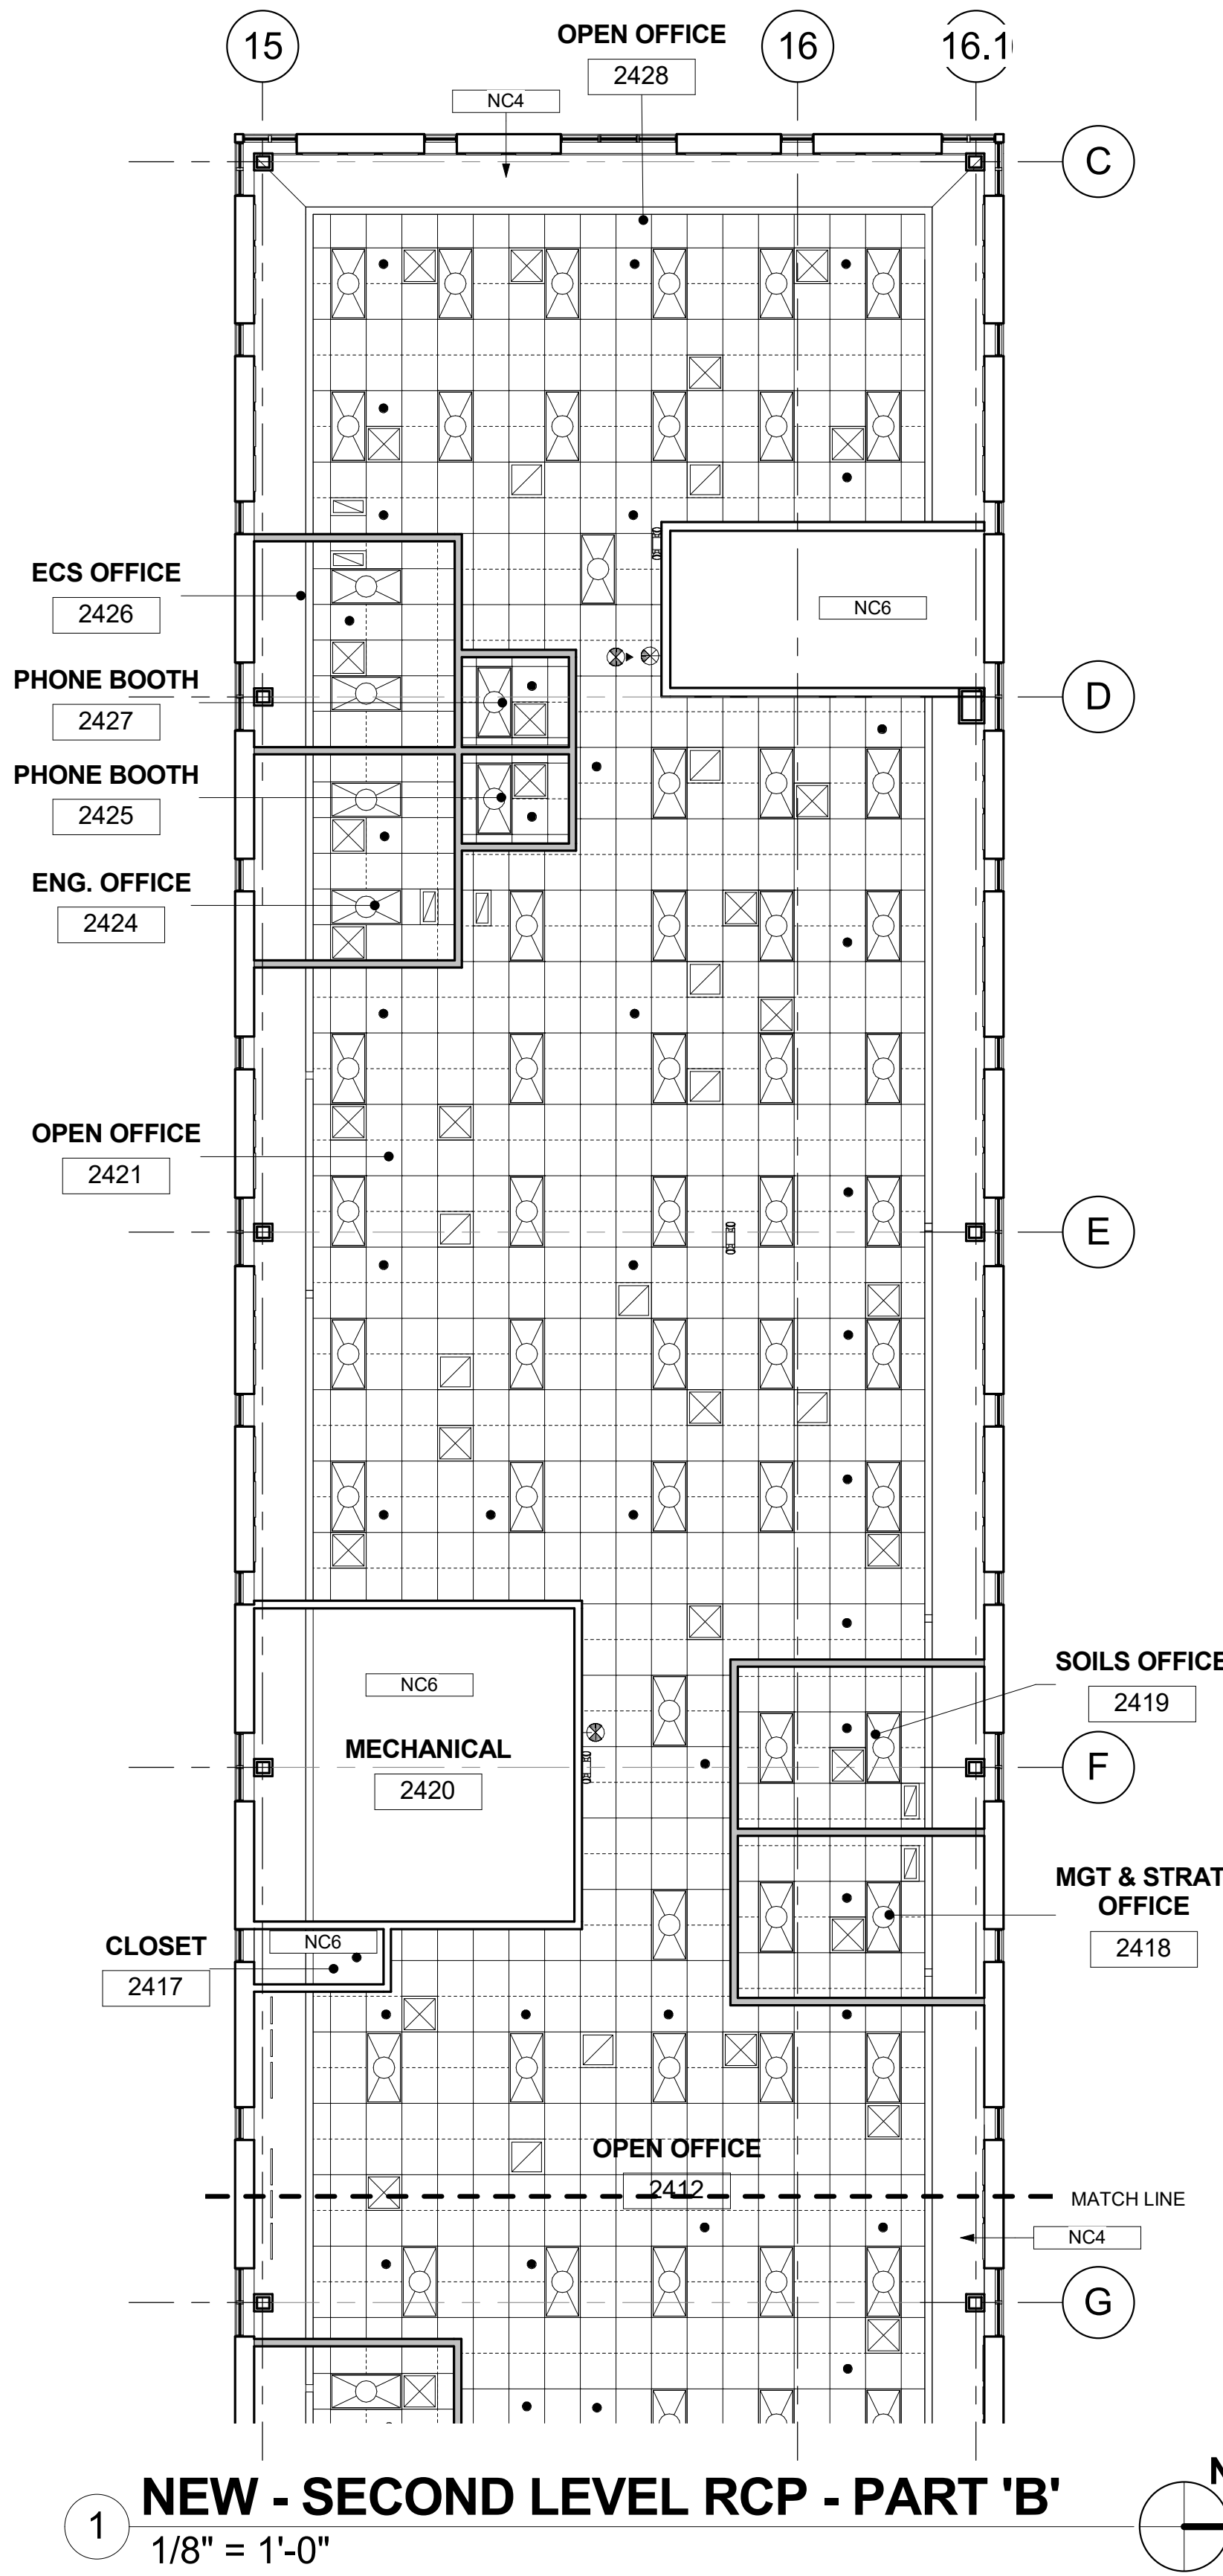 15
OPEN OFFICE
2428
16
16.1
NC4
C
ECS OFFICE
2426
NC6
PHONE BOOTH
2427
D
PHONE BOOTH
2425
ENG. OFFICE
2424
OPEN OFFICE
2421
E
SOILS OFFICE
2419
NC6
MECHANICAL
2420
F
MGT & STRAT
OFFICE
2418
CLOSET
2417
NC6
OPEN OFFICE
2412
MATCH LINE
NC4
G
1
NEW - SECOND LEVEL RCP - PART 'B'
1/8" = 1'-0"